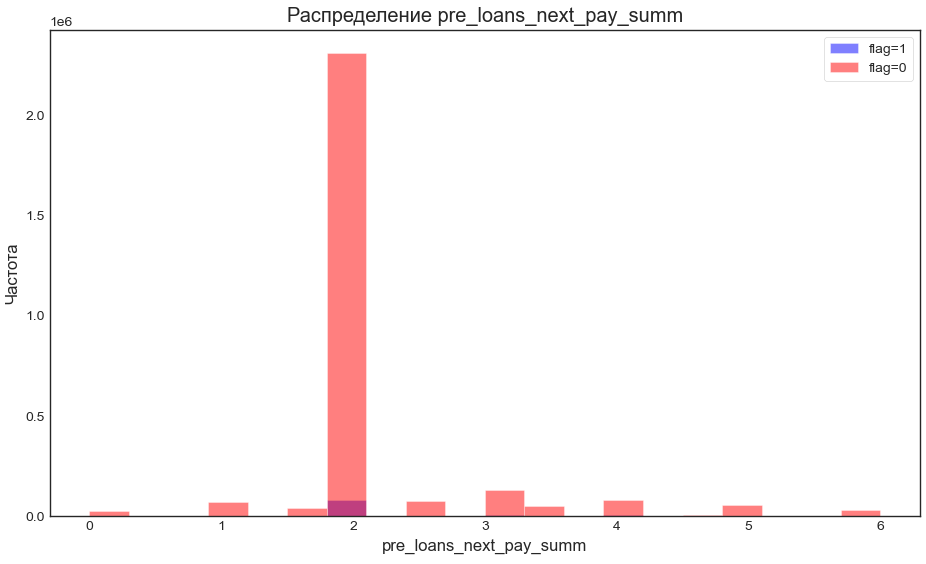 Распределение pre_loans_next_pay_summ
1e6
flag=1
flag=0
2.0
1.5
1.0
0.5
0.0
Частота
0 1 2 3 4 5 6
pre_loans_next_pay_summ